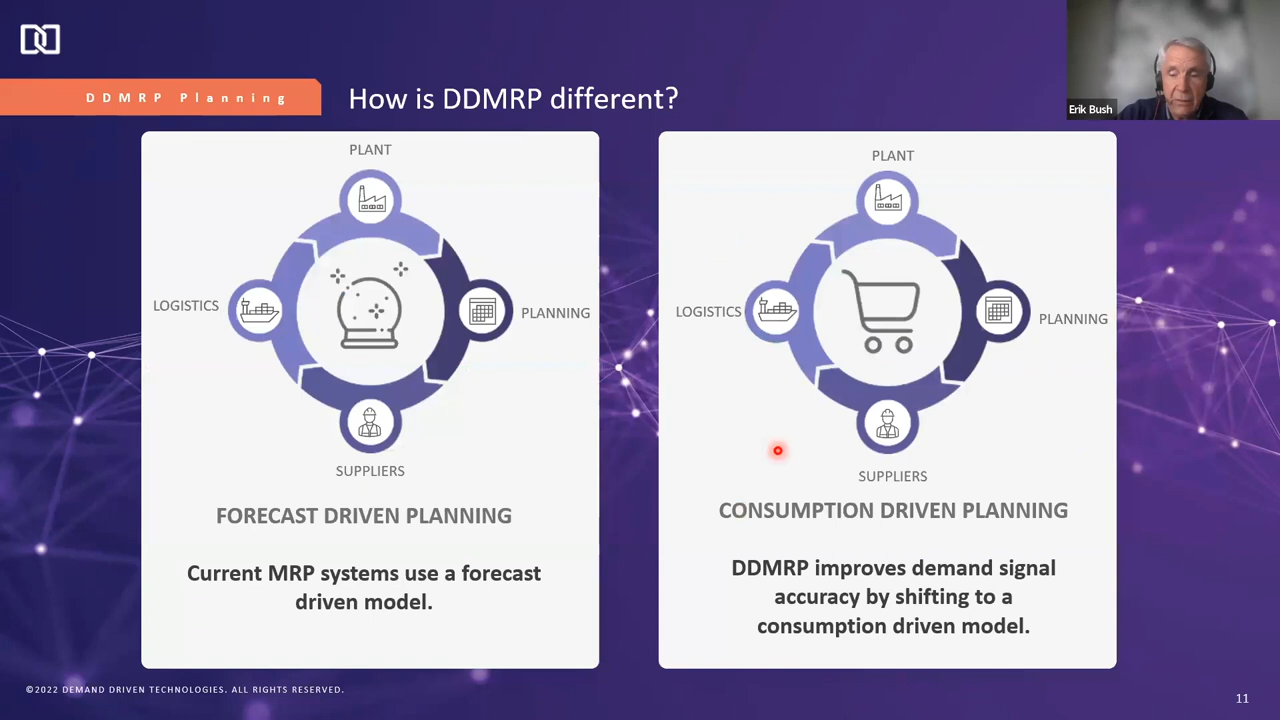 DDMRP Planning
How is DDMRP different?
Erik Bush
PLANT
LOGISTICS
PLANNING
SUPPLIERS
FORECAST DRIVEN PLANNING
Current MRP systems use a forecast
driven model.
PLANT
LOGISTICS
PLANNING
SUPPLIERS
CONSUMPTION DRIVEN PLANNING
DDMRP improves demand signal
accuracy by shifting to a
consumption driven model.
©2022 DEMAND DRIVEN TECHNOLOGIES. ALL RIGHTS RESERVED.
11